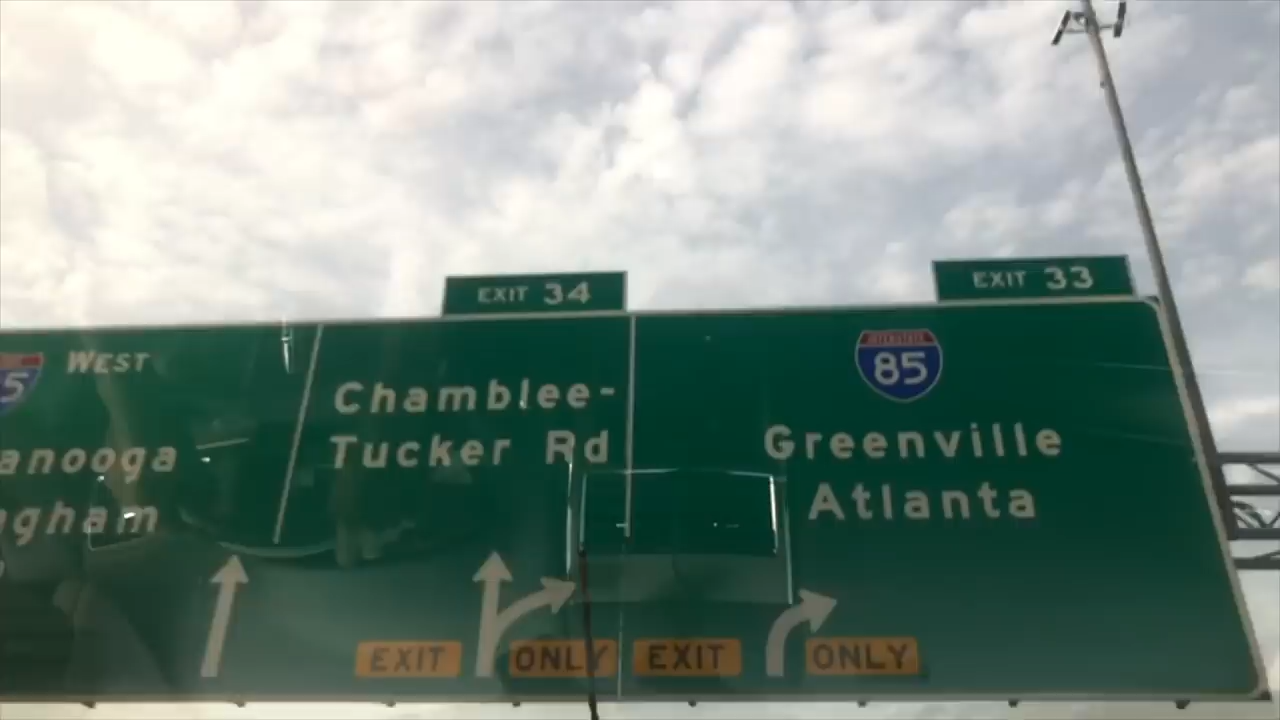 WEST
EXIT 34
Chamblee-
Tucker Rd
EXIT ONLY
EXIT 33
85
Greenville
Atlanta
EXIT ONLY